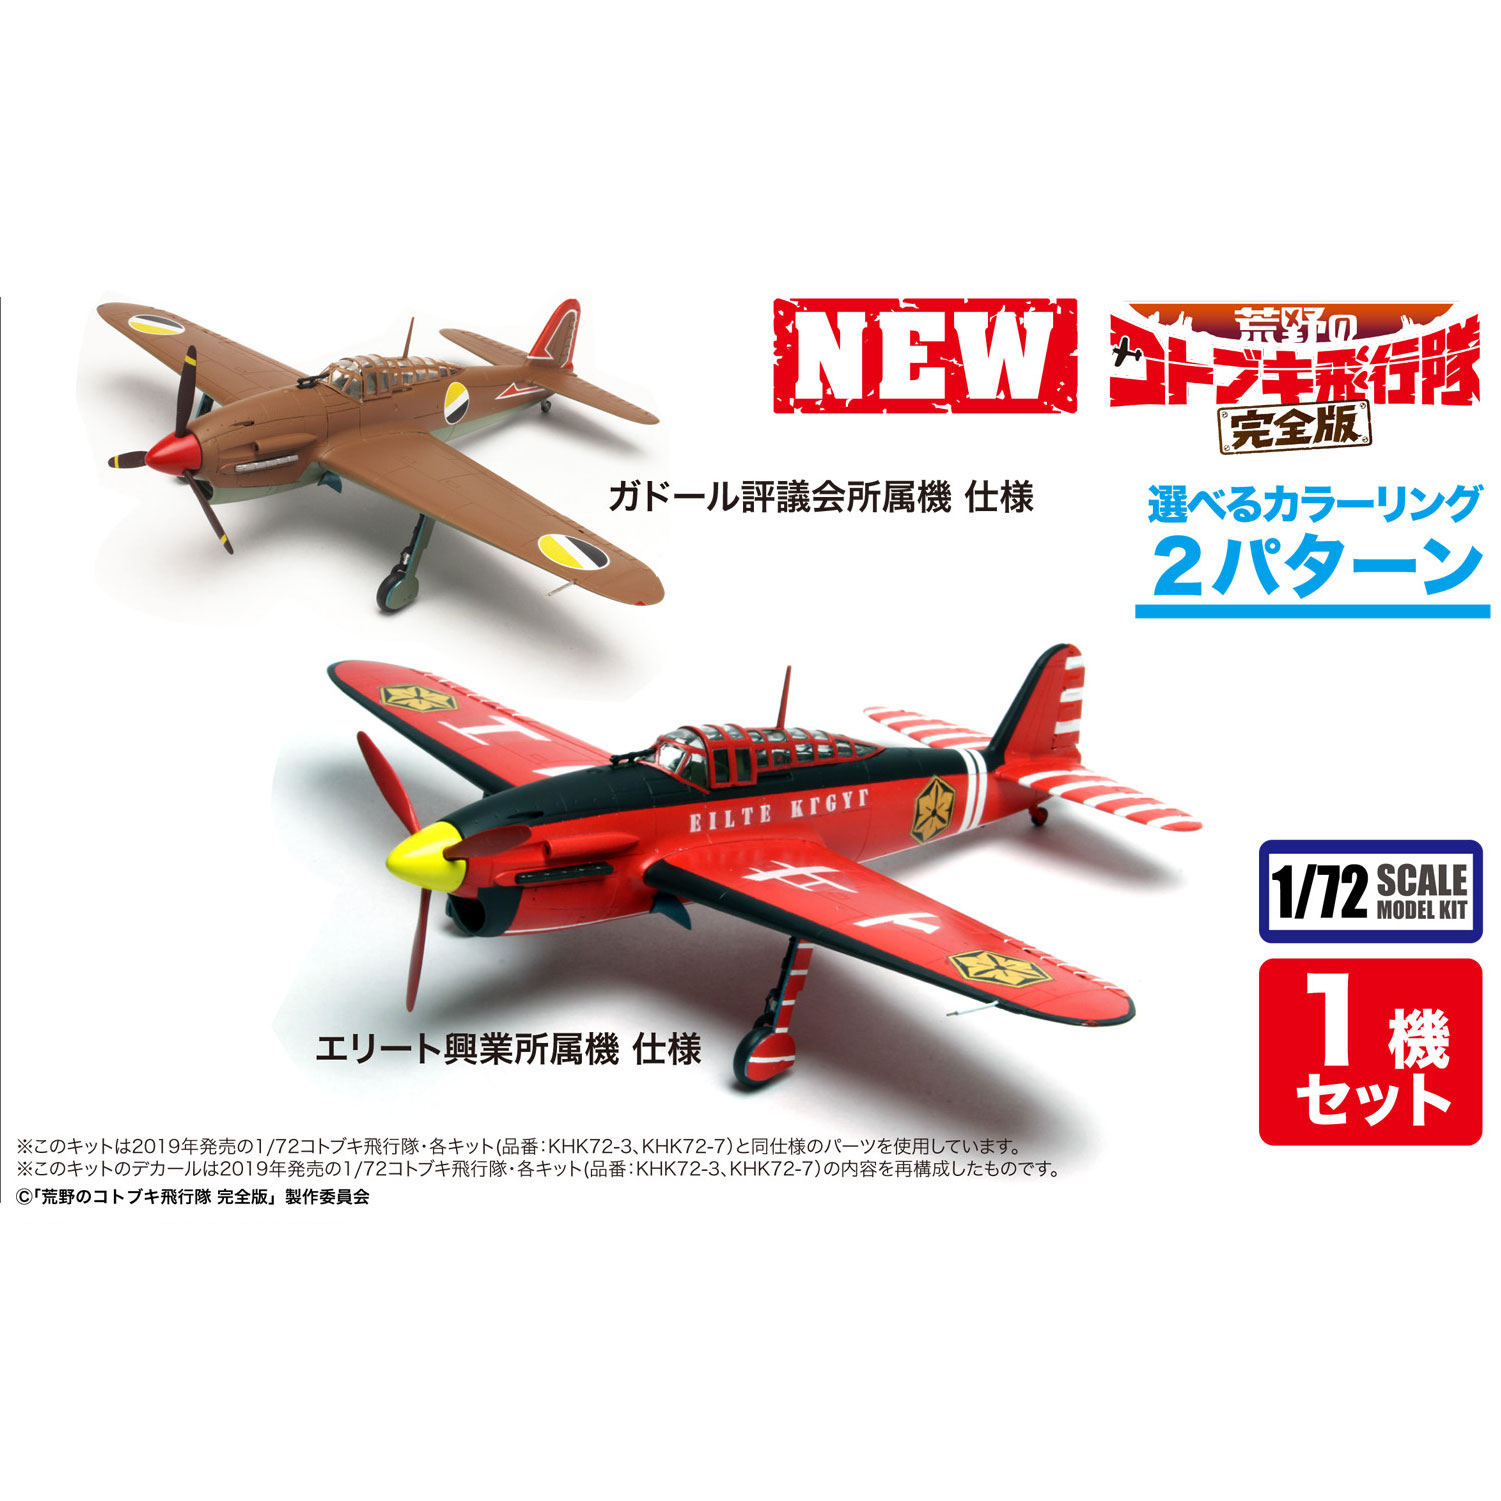 NEW
荒野の
コトブキ飛行隊
完全版
ガドール評議会所属機 仕様
選べるカラーリング
2パターン
エリート
EILTE KГGYГ
エリート興業所属機 仕様
1/72 SCALE
MODEL KIT
1機
セット
※このキットは2019年発売の1/72コトブキ飛行隊・各キット(品番：KHK72-3、KHK72-7)と同仕様のパーツを使用しています。
※このキットのデカールは2019年発売の1/72コトブキ飛行隊・各キット(品番：KHK72-3、KHK72-7)の内容を再構成したものです。
©「荒野のコトブキ飛行隊 完全版」製作委員会